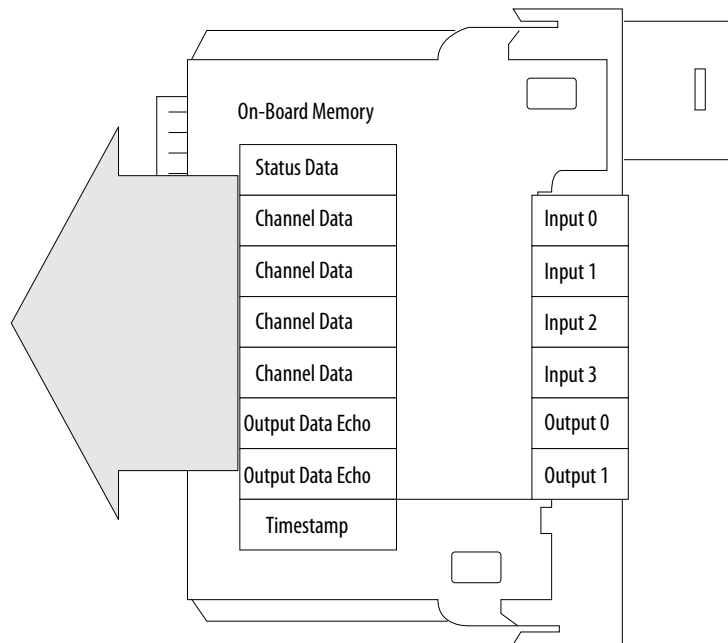 On-Board Memory
Status Data
Channel Data
Input 0
Channel Data
Input 1
Channel Data
Input 2
Channel Data
Input 3
Output Data Echo
Output 0
Output Data Echo
Output 1
Timestamp